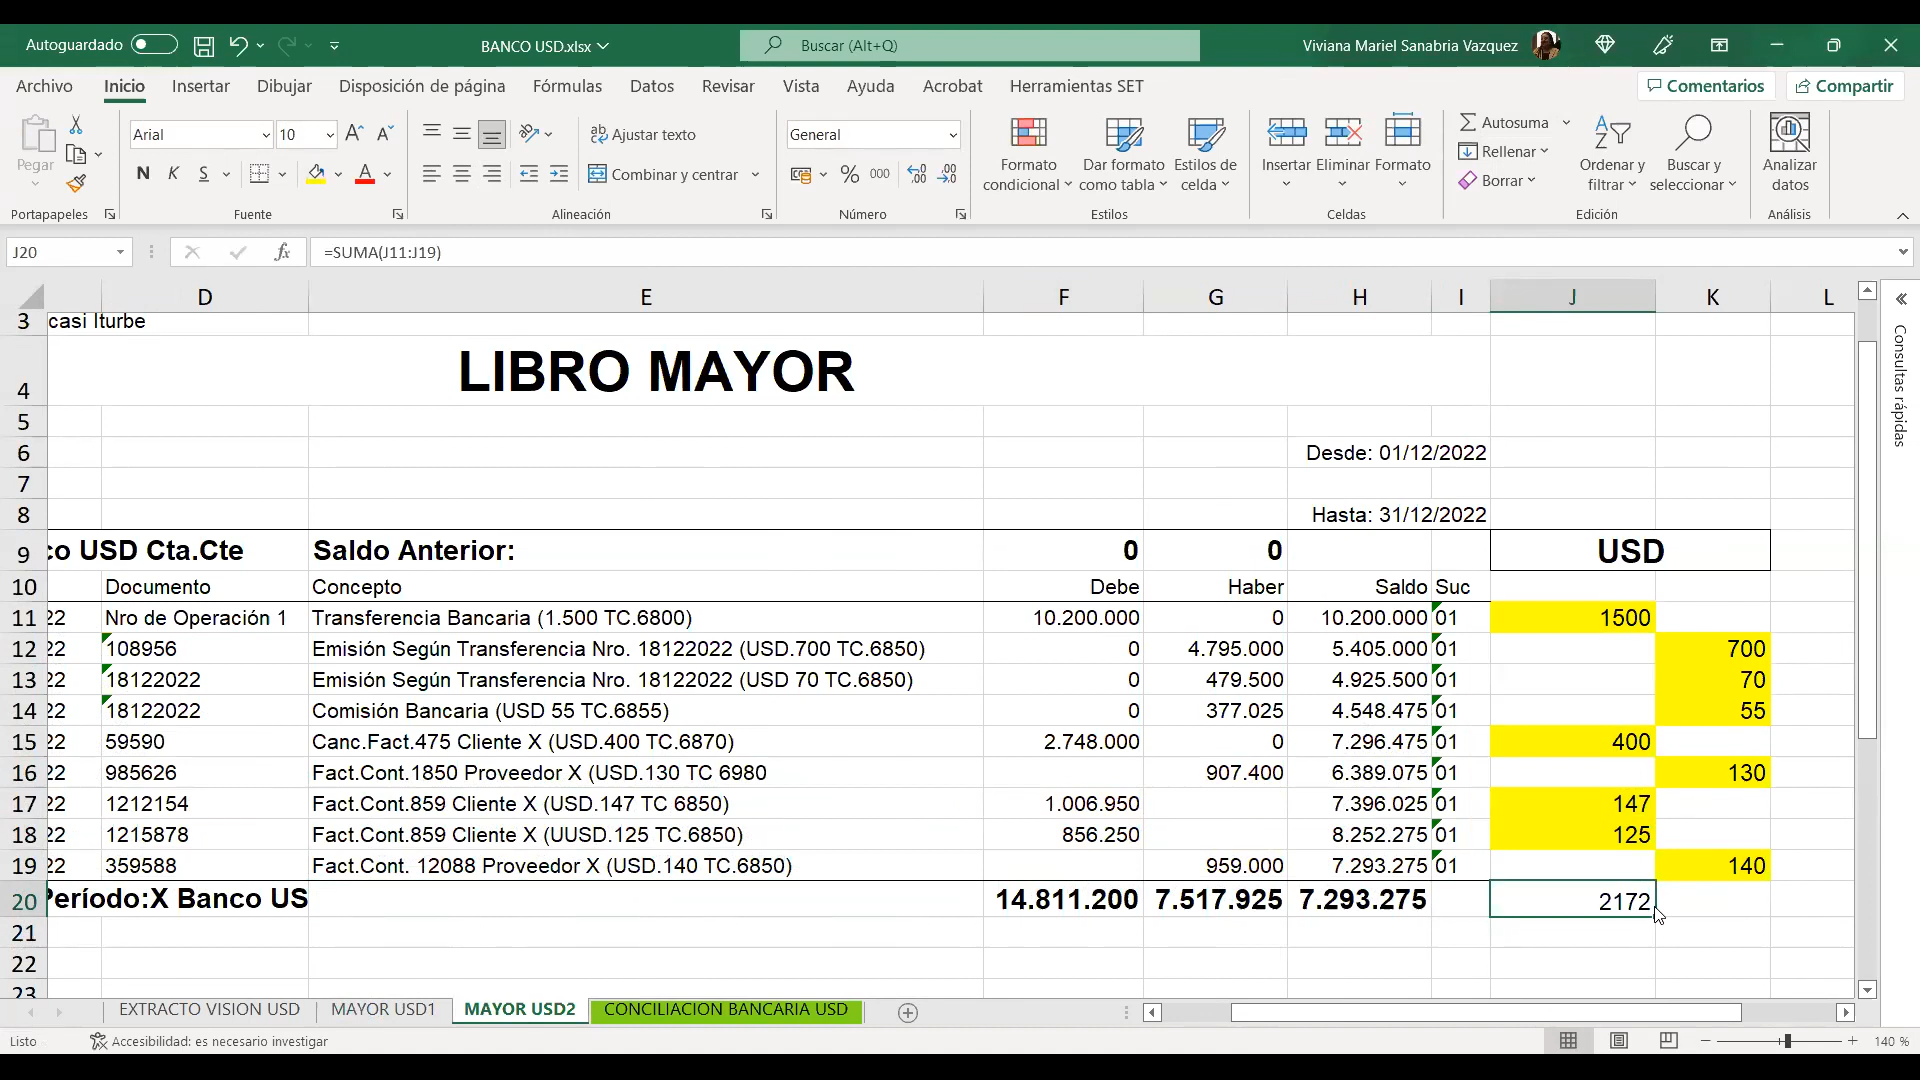 Autoguardado
BANCO USD.xlsx
Buscar (Alt+Q)
Viviana Mariel Sanabria Vazquez
Archivo Inicio Insertar Dibujar Disposición de página Fórmulas Datos Revisar Vista Ayuda Acrobat Herramientas SET Comentarios Compartir
Pegar
Arial 10
N K S
Ajustar texto
Combinar y centrar
General
% 000
Formato condicional
Dar formato como tabla
Estilos de celda
Insertar Eliminar Formato
Autosuma
Rellenar
Borrar
Ordenar y filtrar
Buscar y seleccionar
Analizar datos
Portapapeles Fuente Alineación Número Estilos Celdas Edición Análisis
J20 fx =SUMA(J11:J19)
D E F G H I J K L
3 casi Iturbe
4 LIBRO MAYOR
5
6 Desde: 01/12/2022
7
8 Hasta: 31/12/2022
9 co USD Cta.Cte Saldo Anterior: 0 0 USD
10 Documento Concepto Debe Haber Saldo Suc
11 22 Nro de Operación 1 Transferencia Bancaria (1.500 TC.6800) 10.200.000 0 10.200.000 01 1500
12 22 108956 Emisión Según Transferencia Nro. 18122022 (USD.700 TC.6850) 0 4.795.000 5.405.000 01 700
13 22 18122022 Emisión Según Transferencia Nro. 18122022 (USD 70 TC.6850) 0 479.500 4.925.500 01 70
14 22 18122022 Comisión Bancaria (USD 55 TC.6855) 0 377.025 4.548.475 01 55
15 22 59590 Canc.Fact.475 Cliente X (USD.400 TC.6870) 2.748.000 0 7.296.475 01 400
16 22 985626 Fact.Cont.1850 Proveedor X (USD.130 TC 6980 907.400 6.389.075 01 130
17 22 1212154 Fact.Cont.859 Cliente X (USD.147 TC 6850) 1.006.950 7.396.025 01 147
18 22 1215878 Fact.Cont.859 Cliente X (UUSD.125 TC.6850) 856.250 8.252.275 01 125
19 22 359588 Fact.Cont. 12088 Proveedor X (USD.140 TC.6850) 959.000 7.293.275 01 140
20 Período:X Banco US 14.811.200 7.517.925 7.293.275 2172
21
22
23
Consultas rápidas
EXTRACTO VISION USD MAYOR USD1 MAYOR USD2 CONCILIACION BANCARIA USD
Listo Accesibilidad: es necesario investigar 140 %